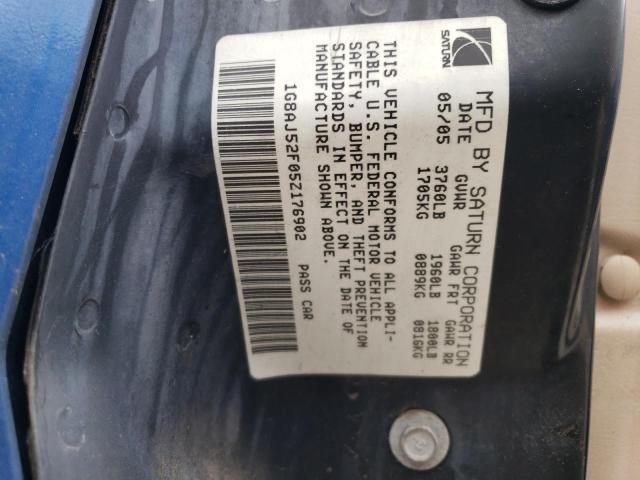 SATURN
MFD BY SATURN CORPORATION
DATE GVWR GAWR FRT GAWR RR
05/05 3760LB 1960LB 1800LB
1705KG 0889KG 0816KG
THIS VEHICLE CONFORMS TO ALL APPLI-
CABLE U.S. FEDERAL MOTOR VEHICLE
SAFETY, BUMPER, AND THEFT PREVENTION
STANDARDS IN EFFECT ON THE DATE OF
MANUFACTURE SHOWN ABOVE.
1G8AJ52F05Z176902 PASS CAR